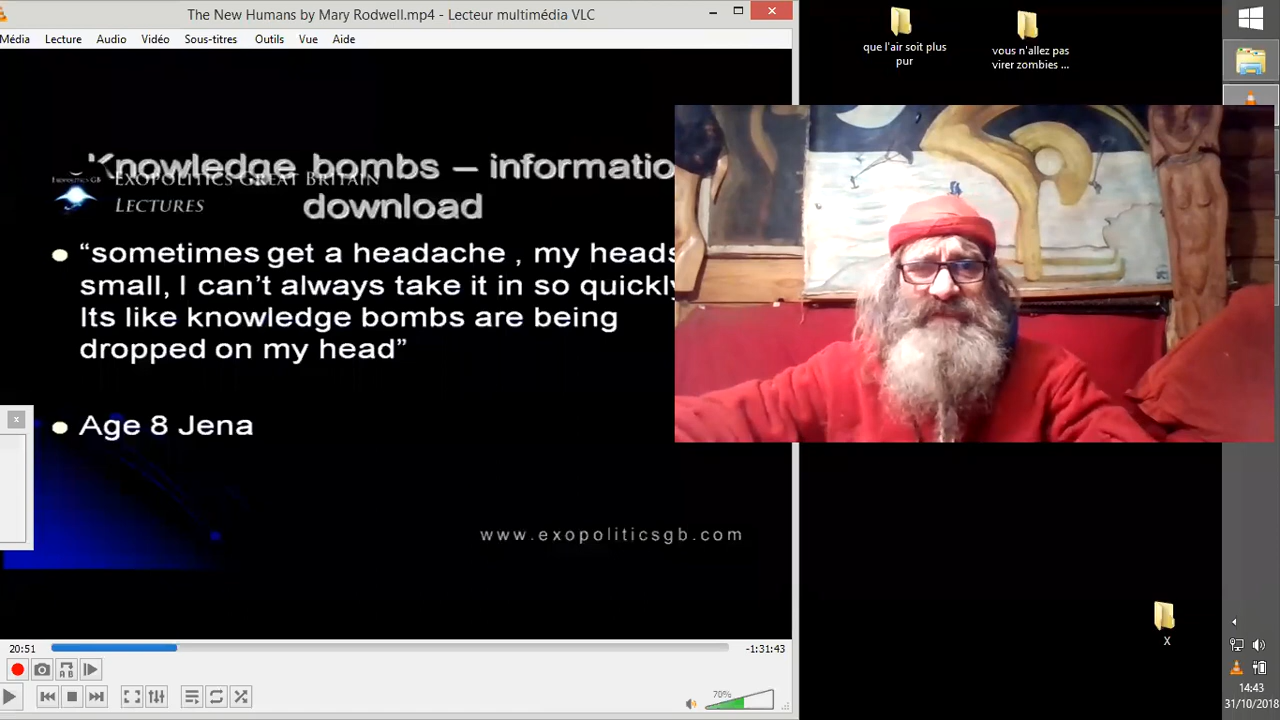 The New Humans by Mary Rodwell.mp4 - Lecteur multimédia VLC
Média Lecture Audio Vidéo Sous-titres Outils Vue Aide
que l'air soit plus
pur
vous n'allez pas
virer zombies ...
Knowledge bombs – informatio
download
EXOPOLITICS GB
EXOPOLITICS GREAT BRITAIN
LECTURES
“sometimes get a headache , my heads
small, I can’t always take it in so quickly
Its like knowledge bombs are being
dropped on my head”
Age 8 Jena
www.exopoliticsgb.com
X
20:51
-1:31:43
70%
14:43
31/10/2018